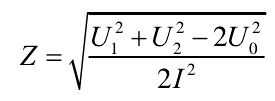 Z = √((U₁² + U₂² − 2U₀²) / (2I²))